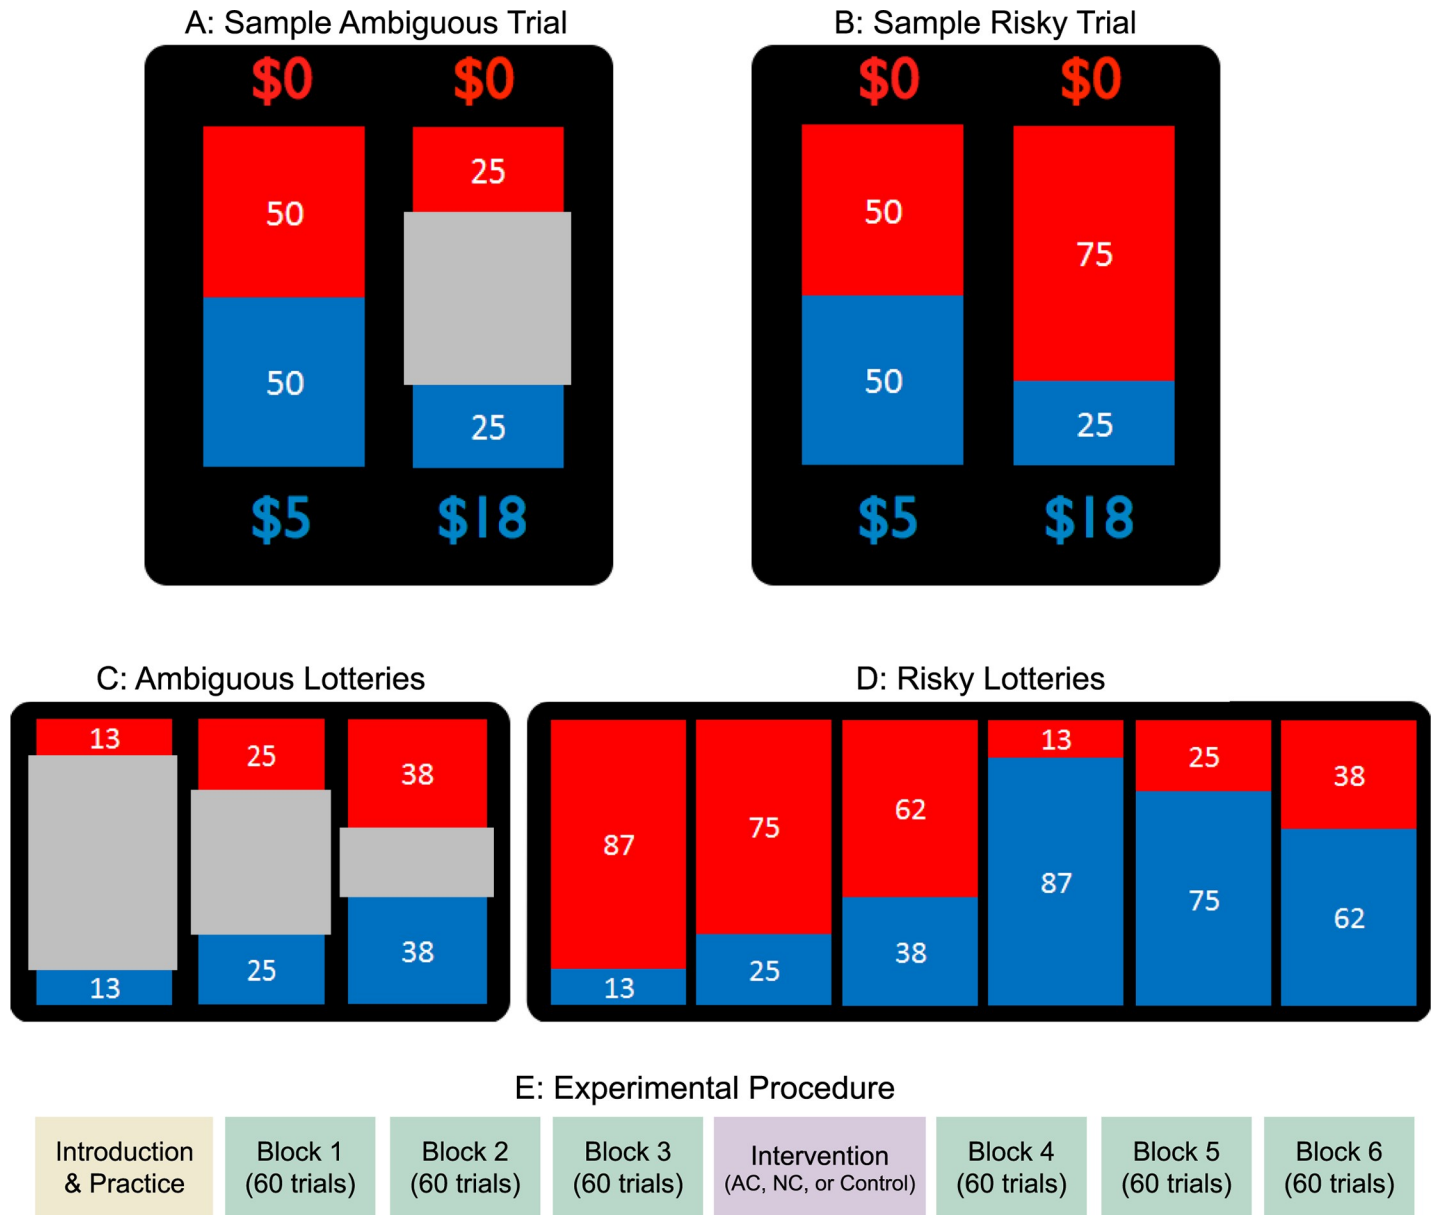 A: Sample Ambiguous Trial
$0 $0
50 25
50 25
$5 $18
B: Sample Risky Trial
$0 $0
50 75
50 25
$5 $18
C: Ambiguous Lotteries
13 25 38
13 25 38
D: Risky Lotteries
87 75 62 13 25 38
13 25 38 87 75 62
E: Experimental Procedure
Introduction
& Practice
Block 1
(60 trials)
Block 2
(60 trials)
Block 3
(60 trials)
Intervention
(AC, NC, or Control)
Block 4
(60 trials)
Block 5
(60 trials)
Block 6
(60 trials)